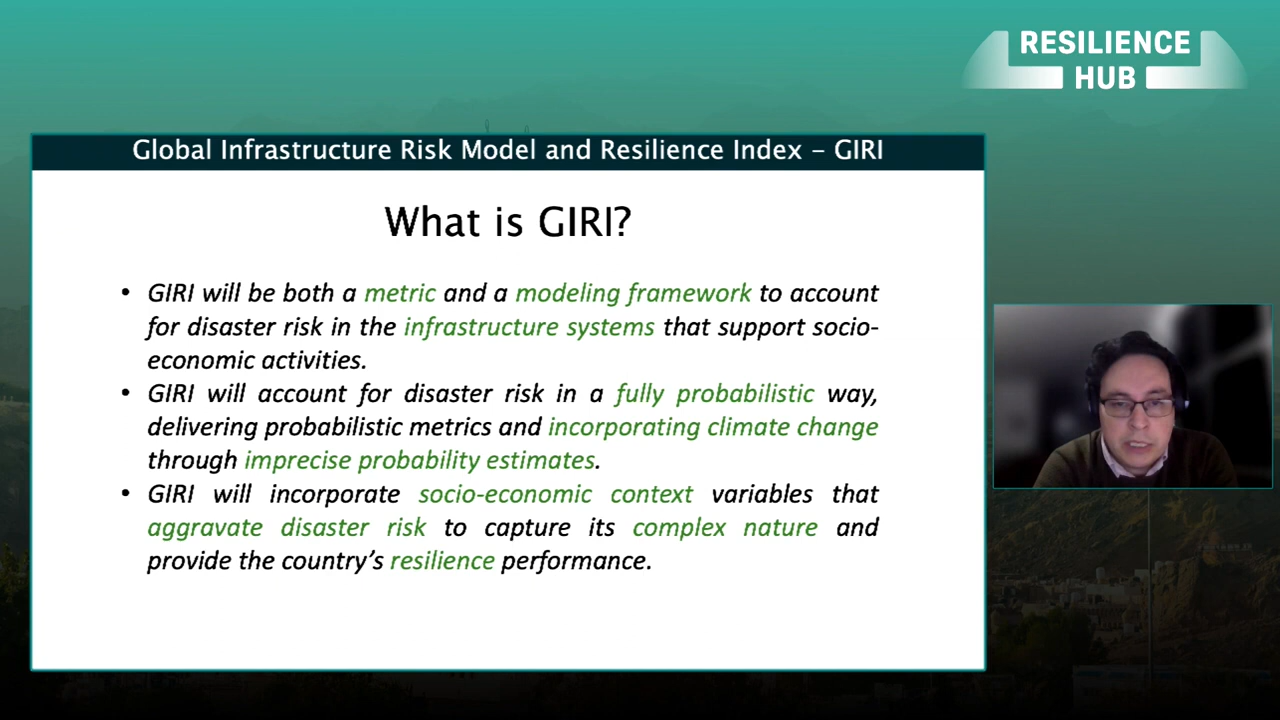 RESILIENCE
HUB
Global Infrastructure Risk Model and Resilience Index – GIRI
What is GIRI?
• GIRI will be both a metric and a modeling framework to account
for disaster risk in the infrastructure systems that support socio-
economic activities.
• GIRI will account for disaster risk in a fully probabilistic way,
delivering probabilistic metrics and incorporating climate change
through imprecise probability estimates.
• GIRI will incorporate socio-economic context variables that
aggravate disaster risk to capture its complex nature and
provide the country’s resilience performance.